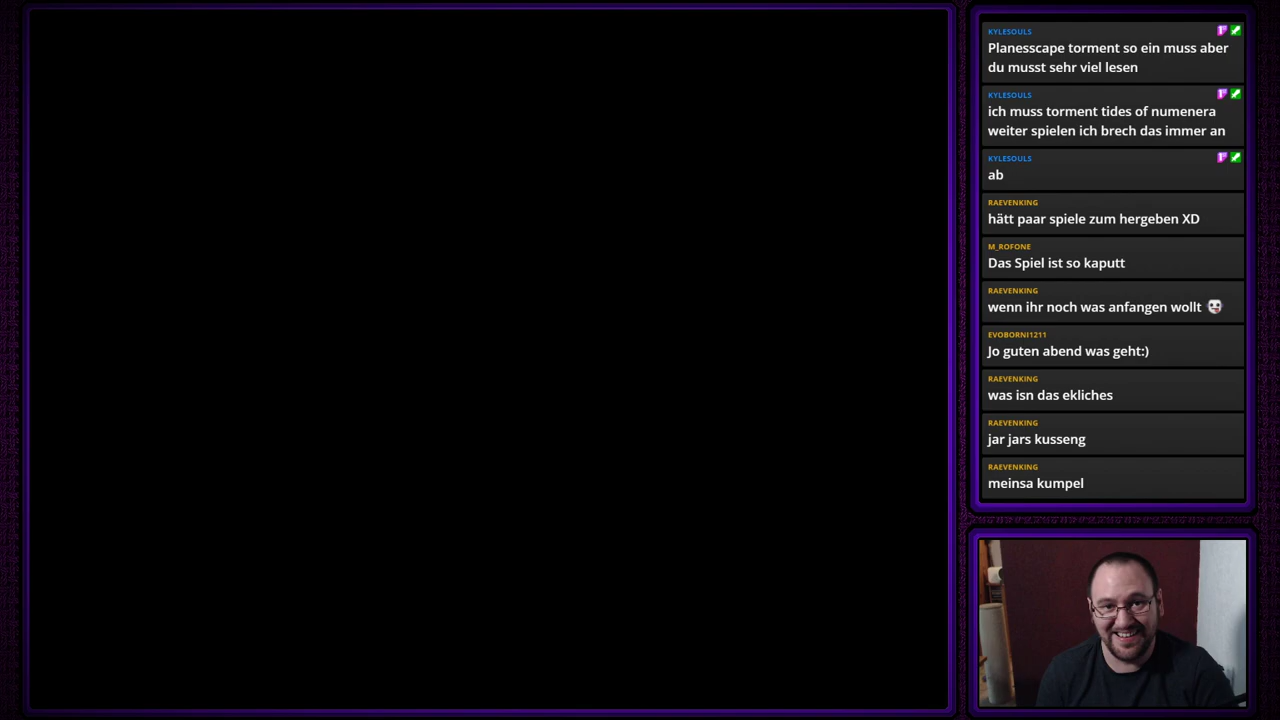 KYLESOULS
Planesscape torment so ein muss aber
du musst sehr viel lesen
KYLESOULS
ich muss torment tides of numenera
weiter spielen ich brech das immer an
KYLESOULS
ab
RAEVENKING
hätt paar spiele zum hergeben XD
M_ROFONE
Das Spiel ist so kaputt
RAEVENKING
wenn ihr noch was anfangen wollt
EVOBORNI1211
Jo guten abend was geht:)
RAEVENKING
was isn das ekliches
RAEVENKING
jar jars kusseng
RAEVENKING
meinsa kumpel